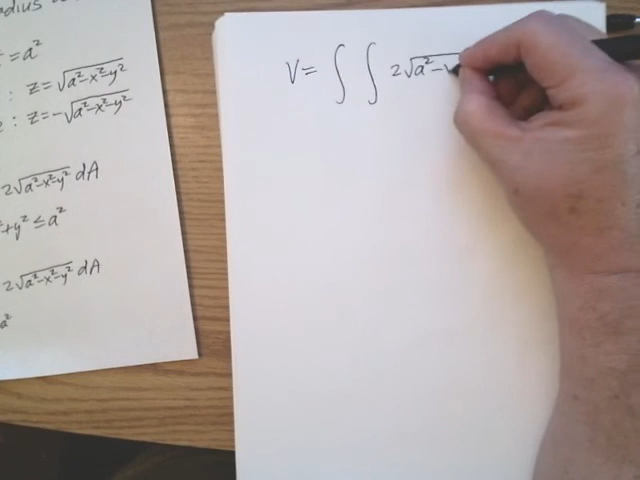 radius
= a²
: z = √a²-x²-y²
: z = -√a²-x²-y²
2√a²-x²-y² dA
+y² ≤ a²
2√a²-x²-y² dA
a²
V = ∫ ∫ 2√a²-